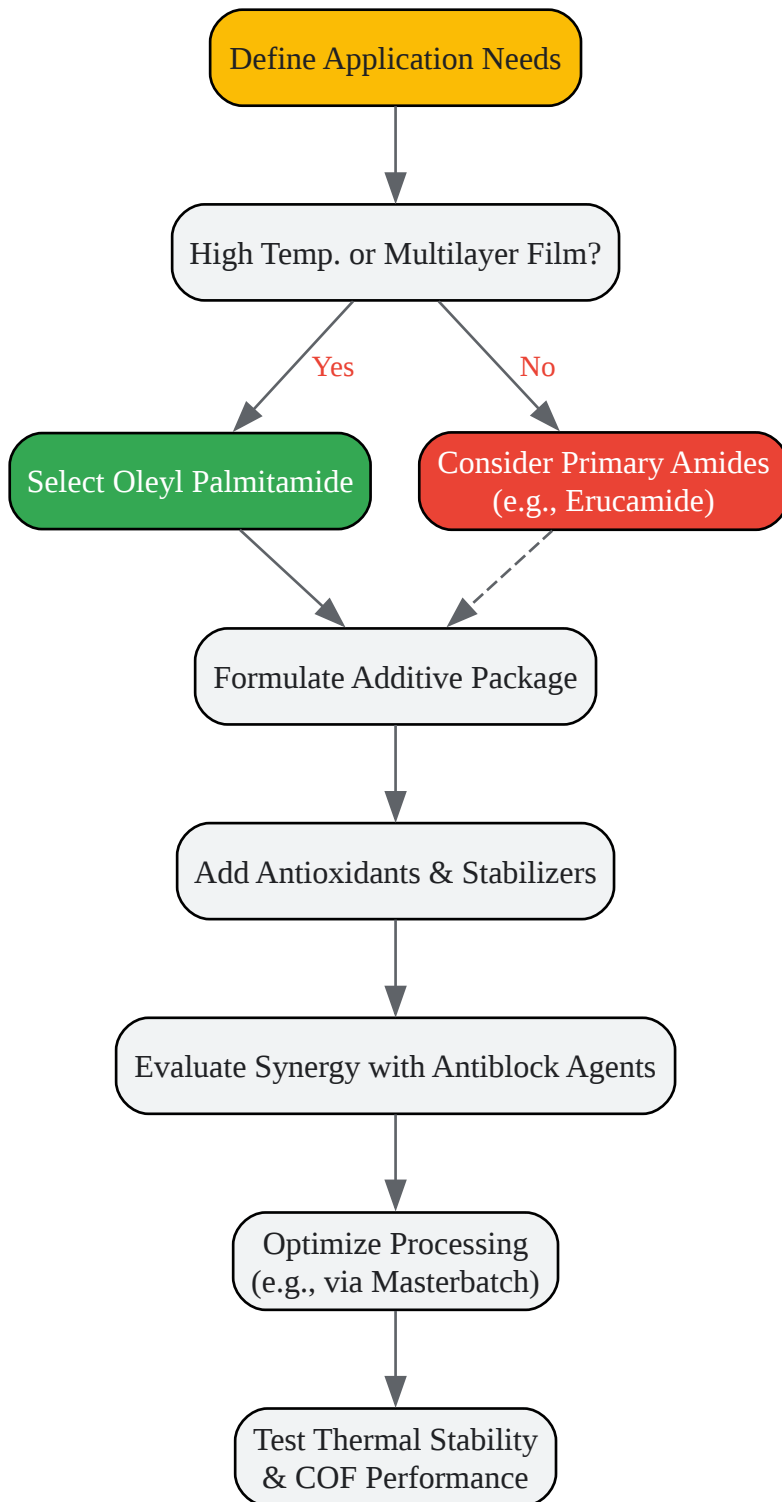 Define Application Needs
High Temp. or Multilayer Film?
Yes
No
Select Oleyl Palmitamide
Consider Primary Amides
(e.g., Erucamide)
Formulate Additive Package
Add Antioxidants & Stabilizers
Evaluate Synergy with Antiblock Agents
Optimize Processing
(e.g., via Masterbatch)
Test Thermal Stability
& COF Performance